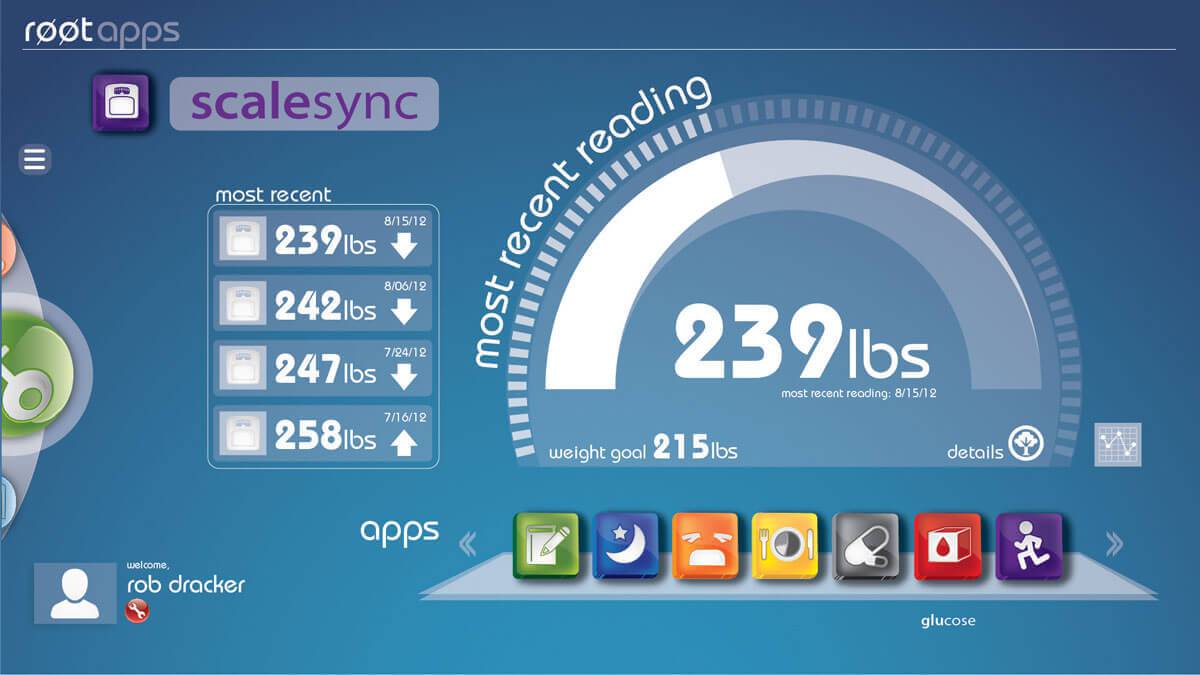 røøtapps
scalesync
most recent reading
most recent
8/15/12
239lbs
8/06/12
242lbs
7/24/12
247lbs
7/16/12
258lbs
239lbs
most recent reading: 8/15/12
weight goal 215lbs
details
apps
welcome,
rob dracker
glucose